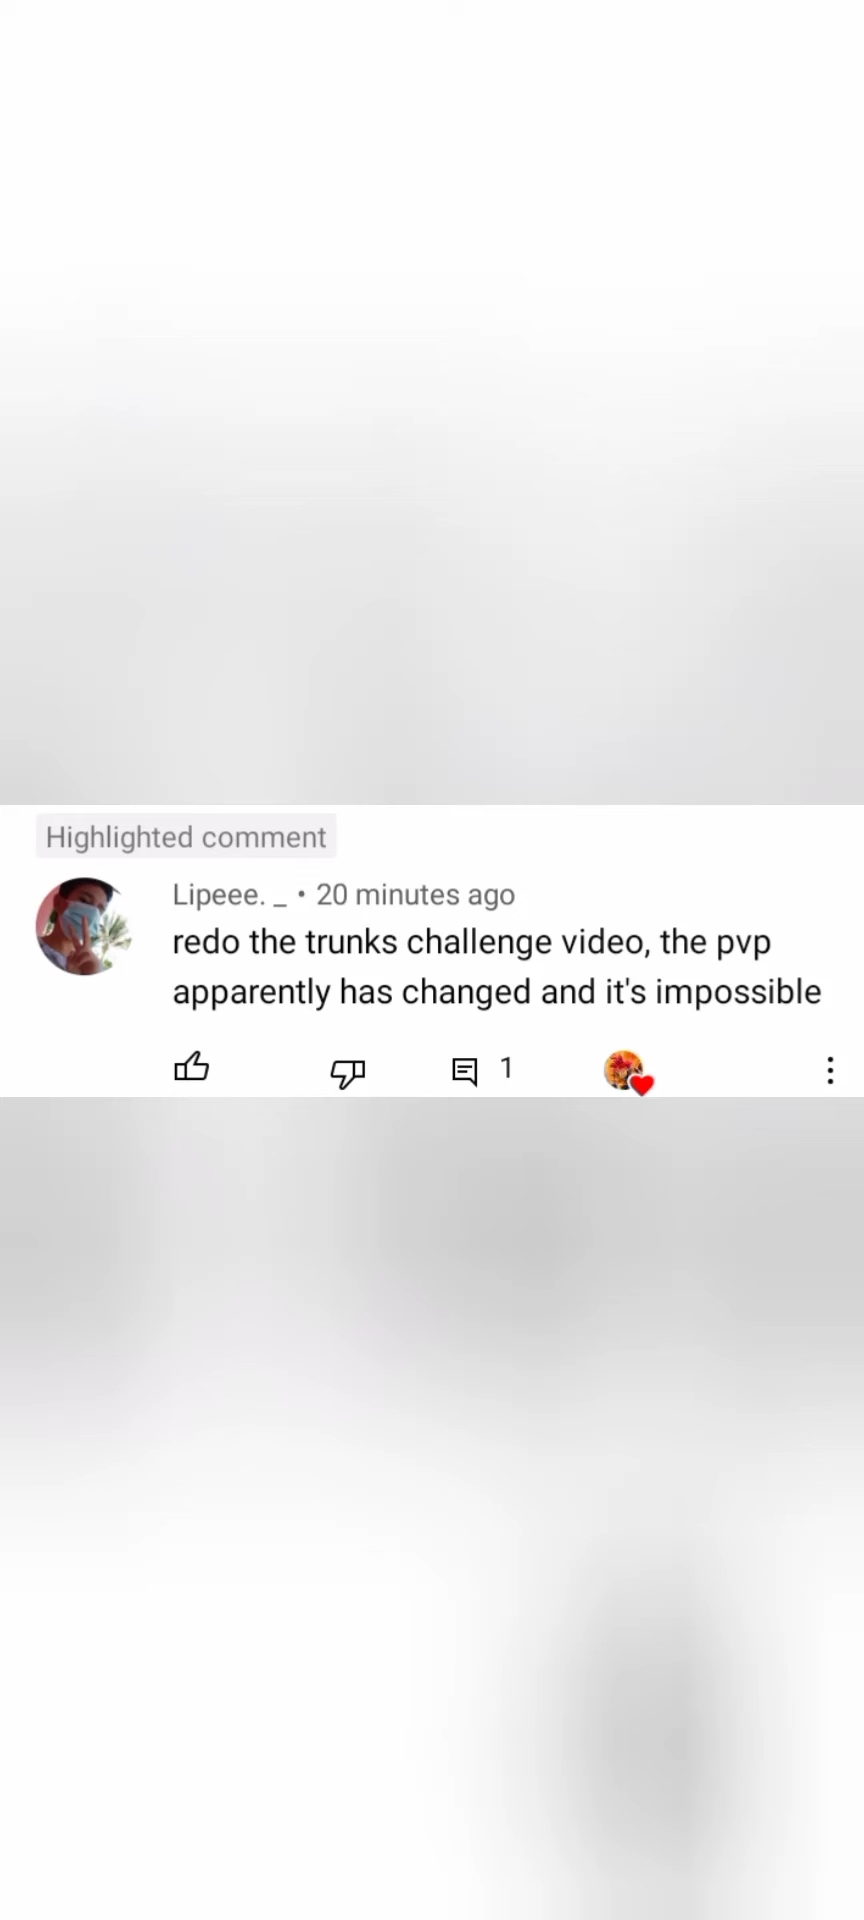 Highlighted comment
Lipeee. _ • 20 minutes ago
redo the trunks challenge video, the pvp
apparently has changed and it's impossible
1